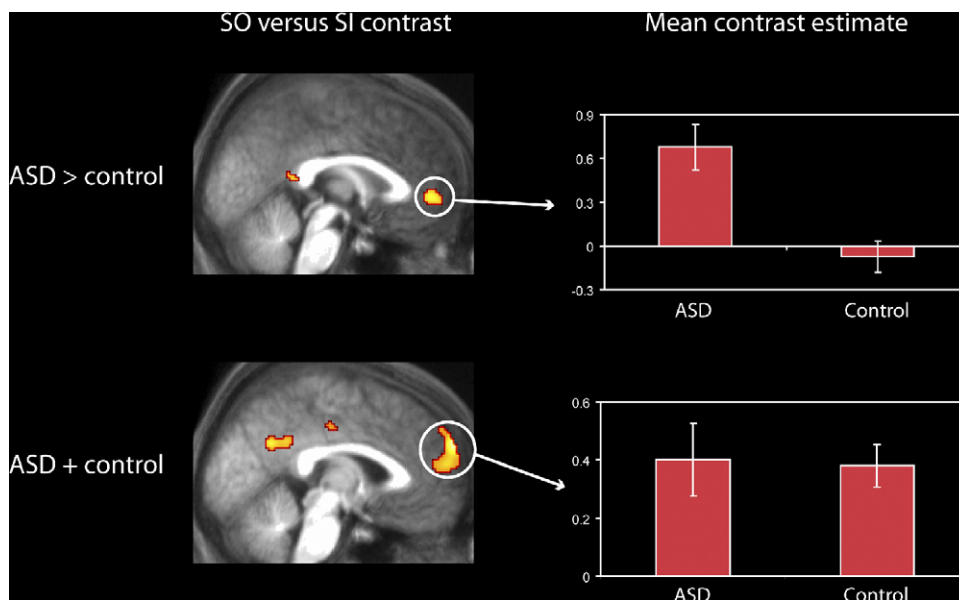 SO versus SI contrast
Mean contrast estimate
ASD > control
0.9
0.6
0.3
0
-0.3
ASD
Control
ASD + control
0.6
0.4
0.2
0
ASD
Control